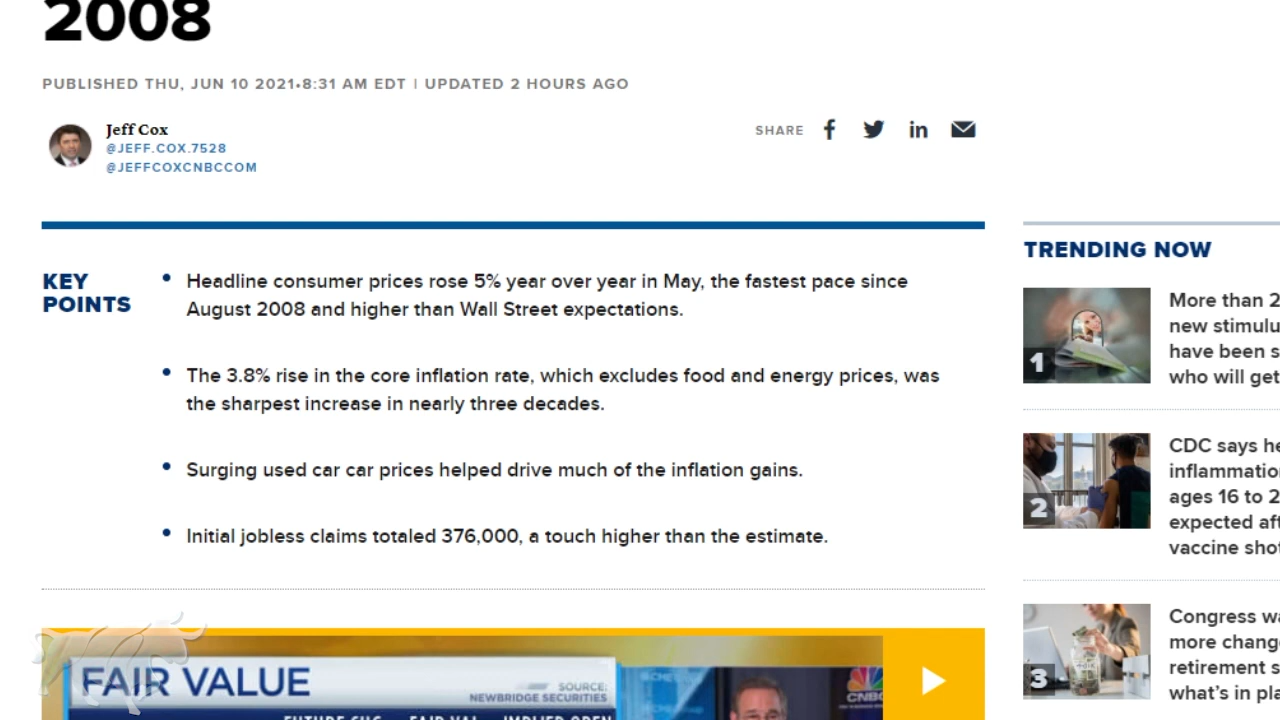 2008
PUBLISHED THU, JUN 10 2021•8:31 AM EDT | UPDATED 2 HOURS AGO
Jeff Cox
@JEFF.COX.7528
@JEFFCOXCNBCCOM
SHARE
KEY
POINTS
Headline consumer prices rose 5% year over year in May, the fastest pace since
August 2008 and higher than Wall Street expectations.
The 3.8% rise in the core inflation rate, which excludes food and energy prices, was
the sharpest increase in nearly three decades.
Surging used car car prices helped drive much of the inflation gains.
Initial jobless claims totaled 376,000, a touch higher than the estimate.
FAIR VALUE
SOURCE:
NEWBRIDGE SECURITIES
FAIR VAL IMPLIED OPEN
CNBC
TRENDING NOW
1
More than 2
new stimulu
have been s
who will get
2
CDC says he
inflammation
ages 16 to 2
expected aft
vaccine shot
3
Congress wa
more change
retirement s
what's in pla